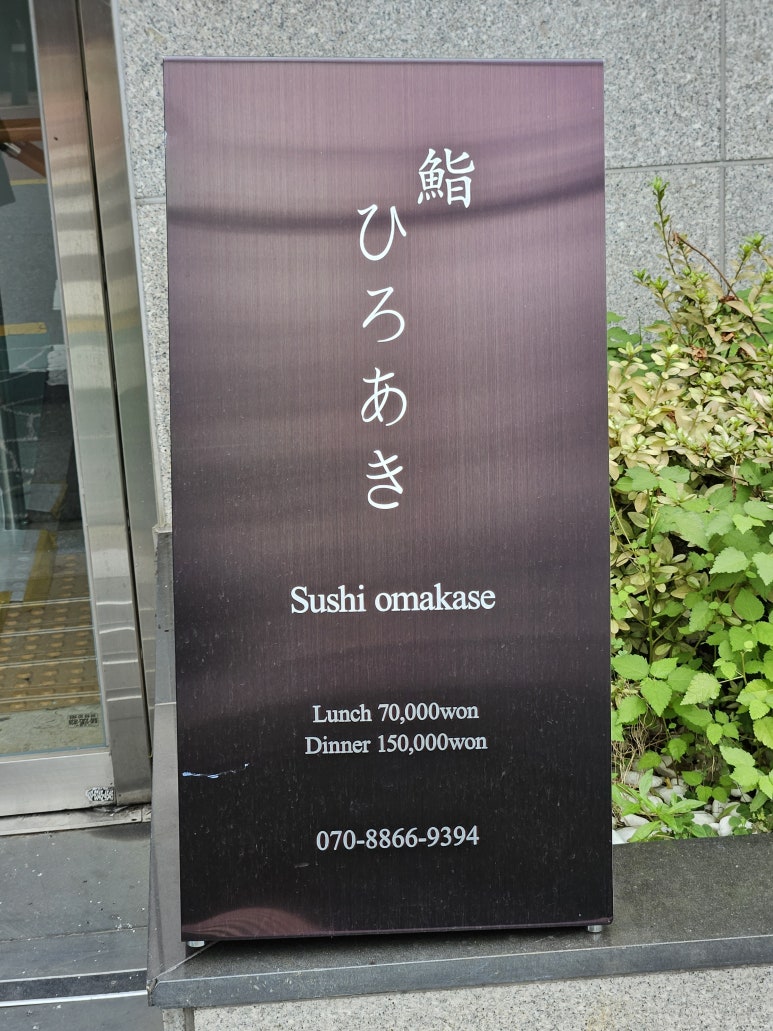 鮨
ひろあき
Sushi omakase
Lunch 70,000won
Dinner 150,000won
070-8866-9394